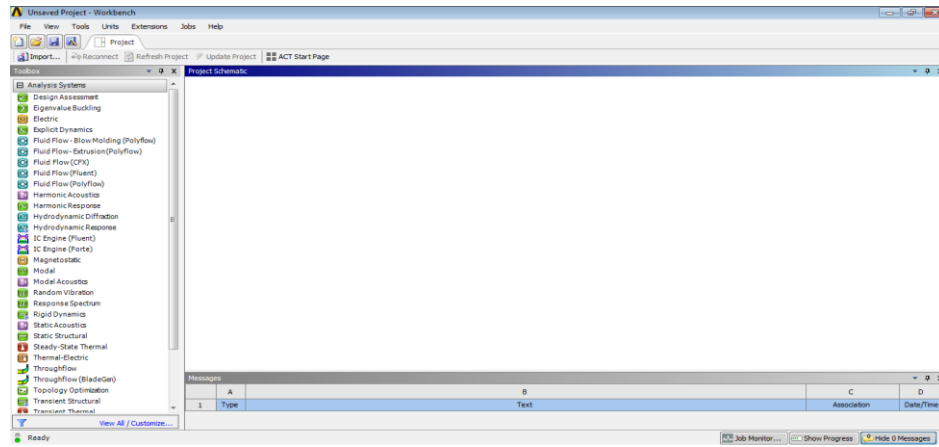 Unsaved Project - Workbench
File View Tools Units Extensions Jobs Help
Project
Import... Reconnect Refresh Project Update Project ACT Start Page
Toolbox
Project Schematic
Analysis Systems
Design Assessment
Eigenvalue Buckling
Electric
Explicit Dynamics
Fluid Flow - Blow Molding (Polyflow)
Fluid Flow - Extrusion (Polyflow)
Fluid Flow (CFX)
Fluid Flow (Fluent)
Fluid Flow (Polyflow)
Harmonic Acoustics
Harmonic Response
Hydrodynamic Diffraction
Hydrodynamic Response
IC Engine (Fluent)
IC Engine (Forte)
Magnetostatic
Modal
Modal Acoustics
Random Vibration
Response Spectrum
Rigid Dynamics
Static Acoustics
Static Structural
Steady-State Thermal
Thermal-Electric
Throughflow
Throughflow (BladeGen)
Topology Optimization
Transient Structural
Transient Thermal
View All / Customize...
Messages
A B C D
1 Type Text Association Date/Time
Ready
Job Monitor... Show Progress Hide 0 Messages